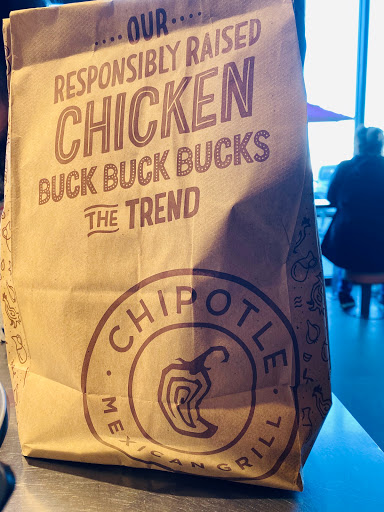 OUR
RESPONSIBLY RAISED
CHICKEN
BUCK BUCK BUCKS
THE TREND
CHIPOTLE
MEXICAN GRILL